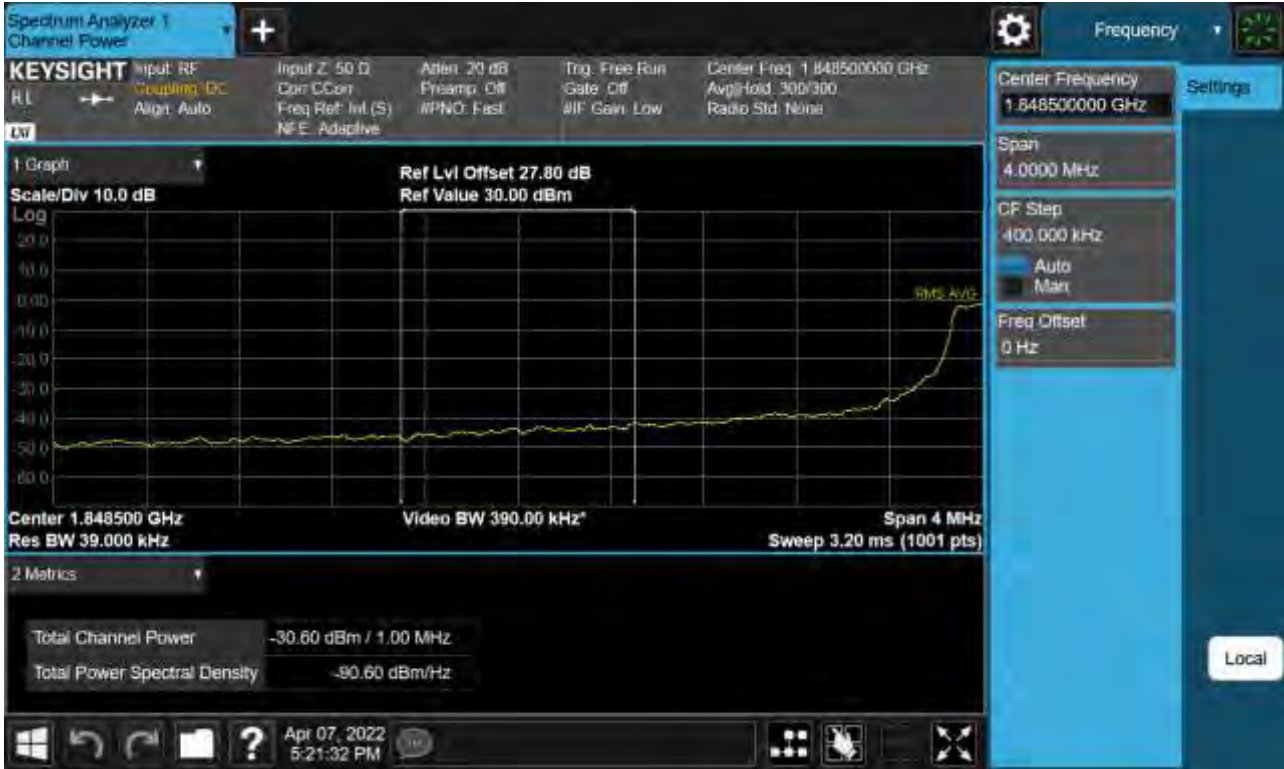 Spectrum Analyzer 1
Channel Power
Frequency
KEYSIGHT
RL
Input: RF
Coupling: DC
Align: Auto
Input Z: 50 Ω
Corr CCorr
Freq Ref: Int (S)
NFE: Adaptive
Atten: 20 dB
Preamp: Off
#PNO: Fast
Trig: Free Run
Gate: Off
#IF Gain: Low
Center Freq: 1.848500000 GHz
Avg|Hold: 300/300
Radio Std: None
LXI
1 Graph
Scale/Div 10.0 dB
Ref Lvl Offset 27.80 dB
Ref Value 30.00 dBm
Log
20.0
10.0
0.00
-10.0
-20.0
-30.0
-40.0
-50.0
-60.0
RMS AVG
Center 1.848500 GHz
Video BW 390.00 kHz*
Span 4 MHz
Res BW 39.000 kHz
Sweep 3.20 ms (1001 pts)
2 Metrics
Total Channel Power
-30.60 dBm / 1.00 MHz
Total Power Spectral Density
-90.60 dBm/Hz
Center Frequency
1.848500000 GHz
Settings
Span
4.0000 MHz
CF Step
400.000 kHz
Auto
Man
Freq Offset
0 Hz
Local
?
Apr 07, 2022
5:21:32 PM